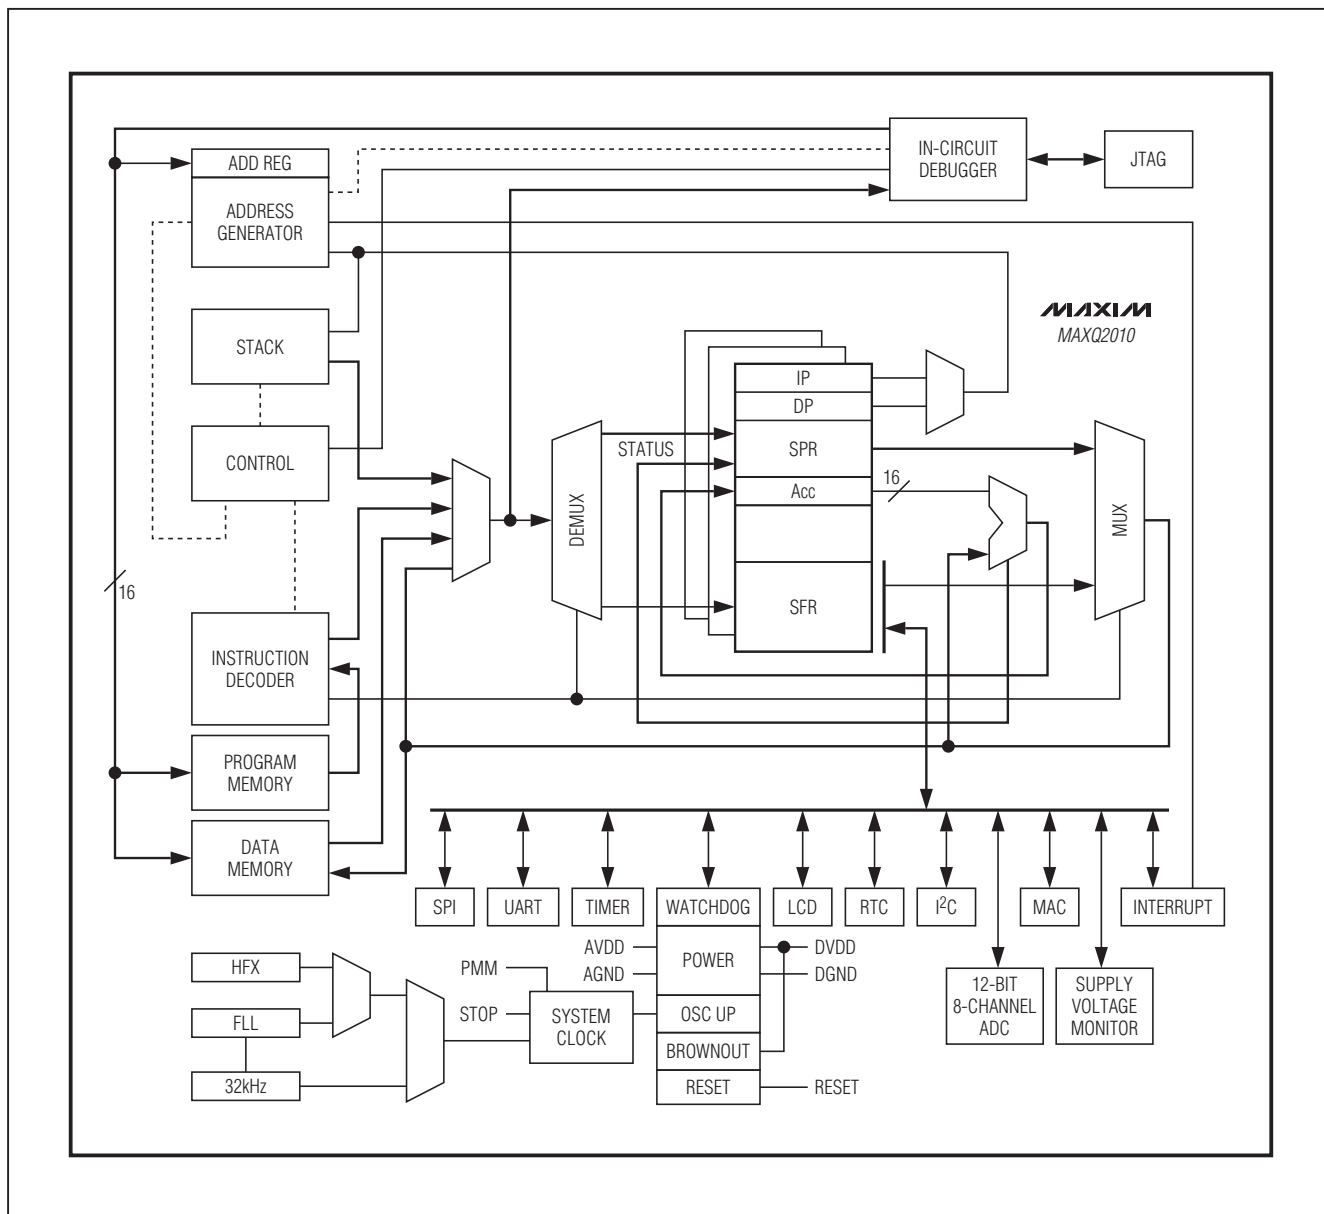 ADD REG
ADDRESS
GENERATOR
IN-CIRCUIT
DEBUGGER
JTAG
MAXIM
MAXQ2010
STACK
CONTROL
16
INSTRUCTION
DECODER
PROGRAM
MEMORY
DATA
MEMORY
DEMUX
STATUS
IP
DP
SPR
Acc
SFR
16
MUX
SPI
UART
TIMER
WATCHDOG
LCD
RTC
I²C
MAC
INTERRUPT
12-BIT
8-CHANNEL
ADC
SUPPLY
VOLTAGE
MONITOR
HFX
FLL
32kHz
PMM
STOP
SYSTEM
CLOCK
AVDD
AGND
POWER
DVDD
DGND
OSC UP
BROWNOUT
RESET
RESET